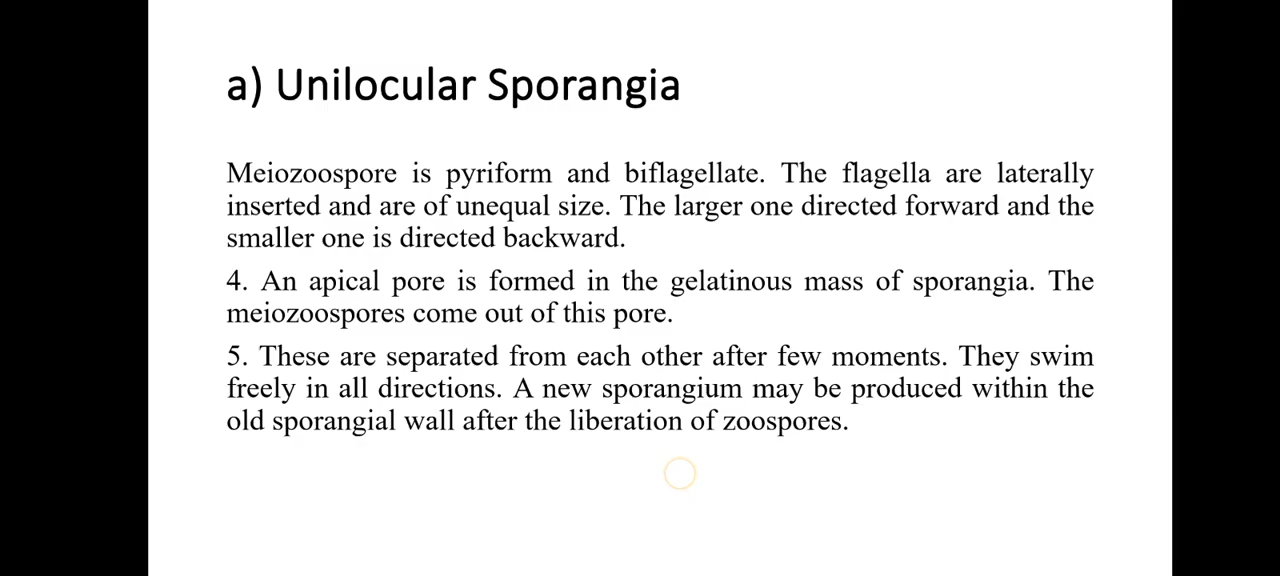 a) Unilocular Sporangia
Meiozoospore is pyriform and biflagellate. The flagella are laterally
inserted and are of unequal size. The larger one directed forward and the
smaller one is directed backward.
4. An apical pore is formed in the gelatinous mass of sporangia. The
meiozoospores come out of this pore.
5. These are separated from each other after few moments. They swim
freely in all directions. A new sporangium may be produced within the
old sporangial wall after the liberation of zoospores.